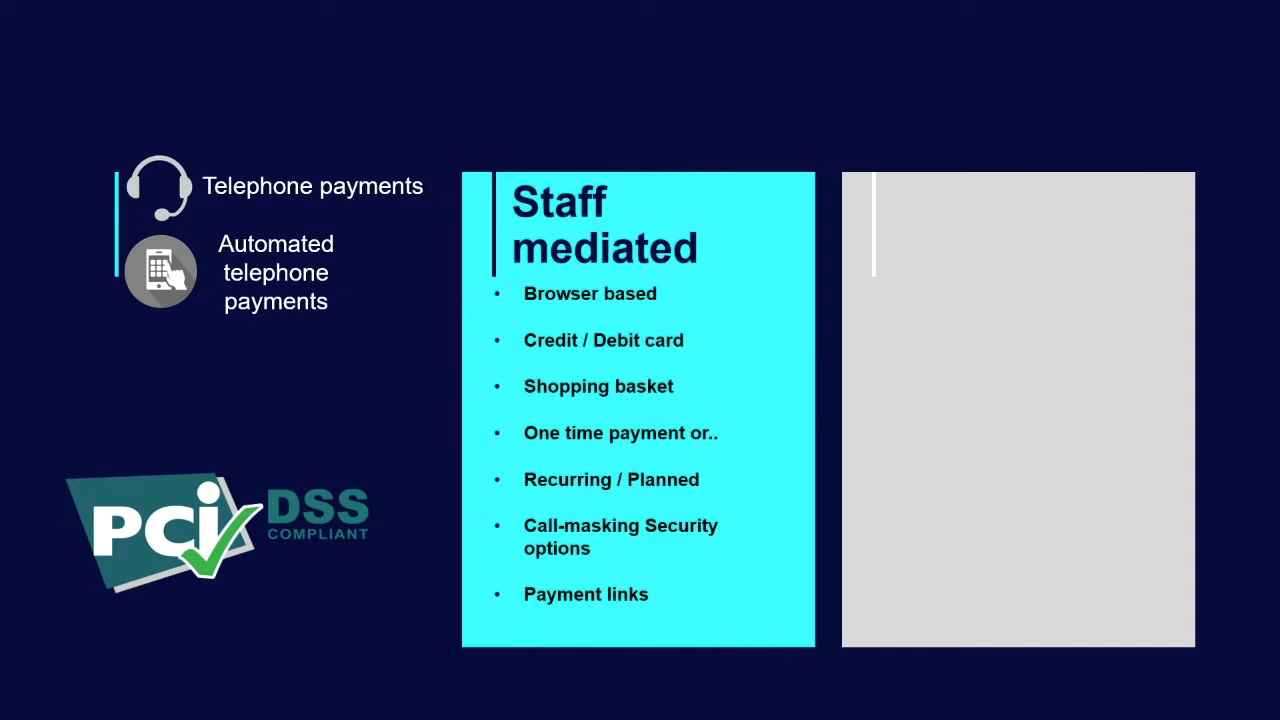 Telephone payments
Automated
telephone
payments
PCi
DSS
COMPLIANT
Staff
mediated
• Browser based
• Credit / Debit card
• Shopping basket
• One time payment or..
• Recurring / Planned
• Call-masking Security
options
• Payment links